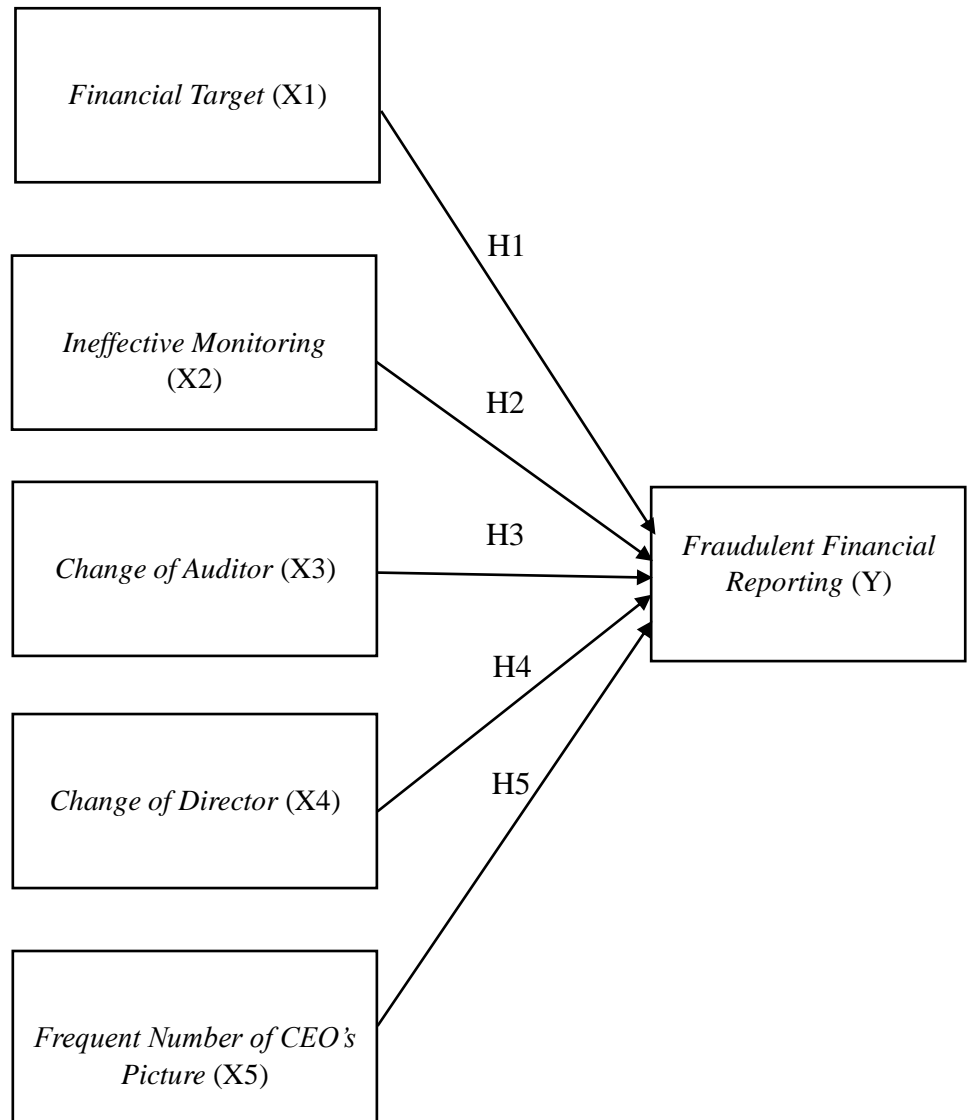 Financial Target (X1)
H1
Ineffective Monitoring
(X2)
H2
Change of Auditor (X3)
H3
Fraudulent Financial
Reporting (Y)
Change of Director (X4)
H4
H5
Frequent Number of CEO’s
Picture (X5)